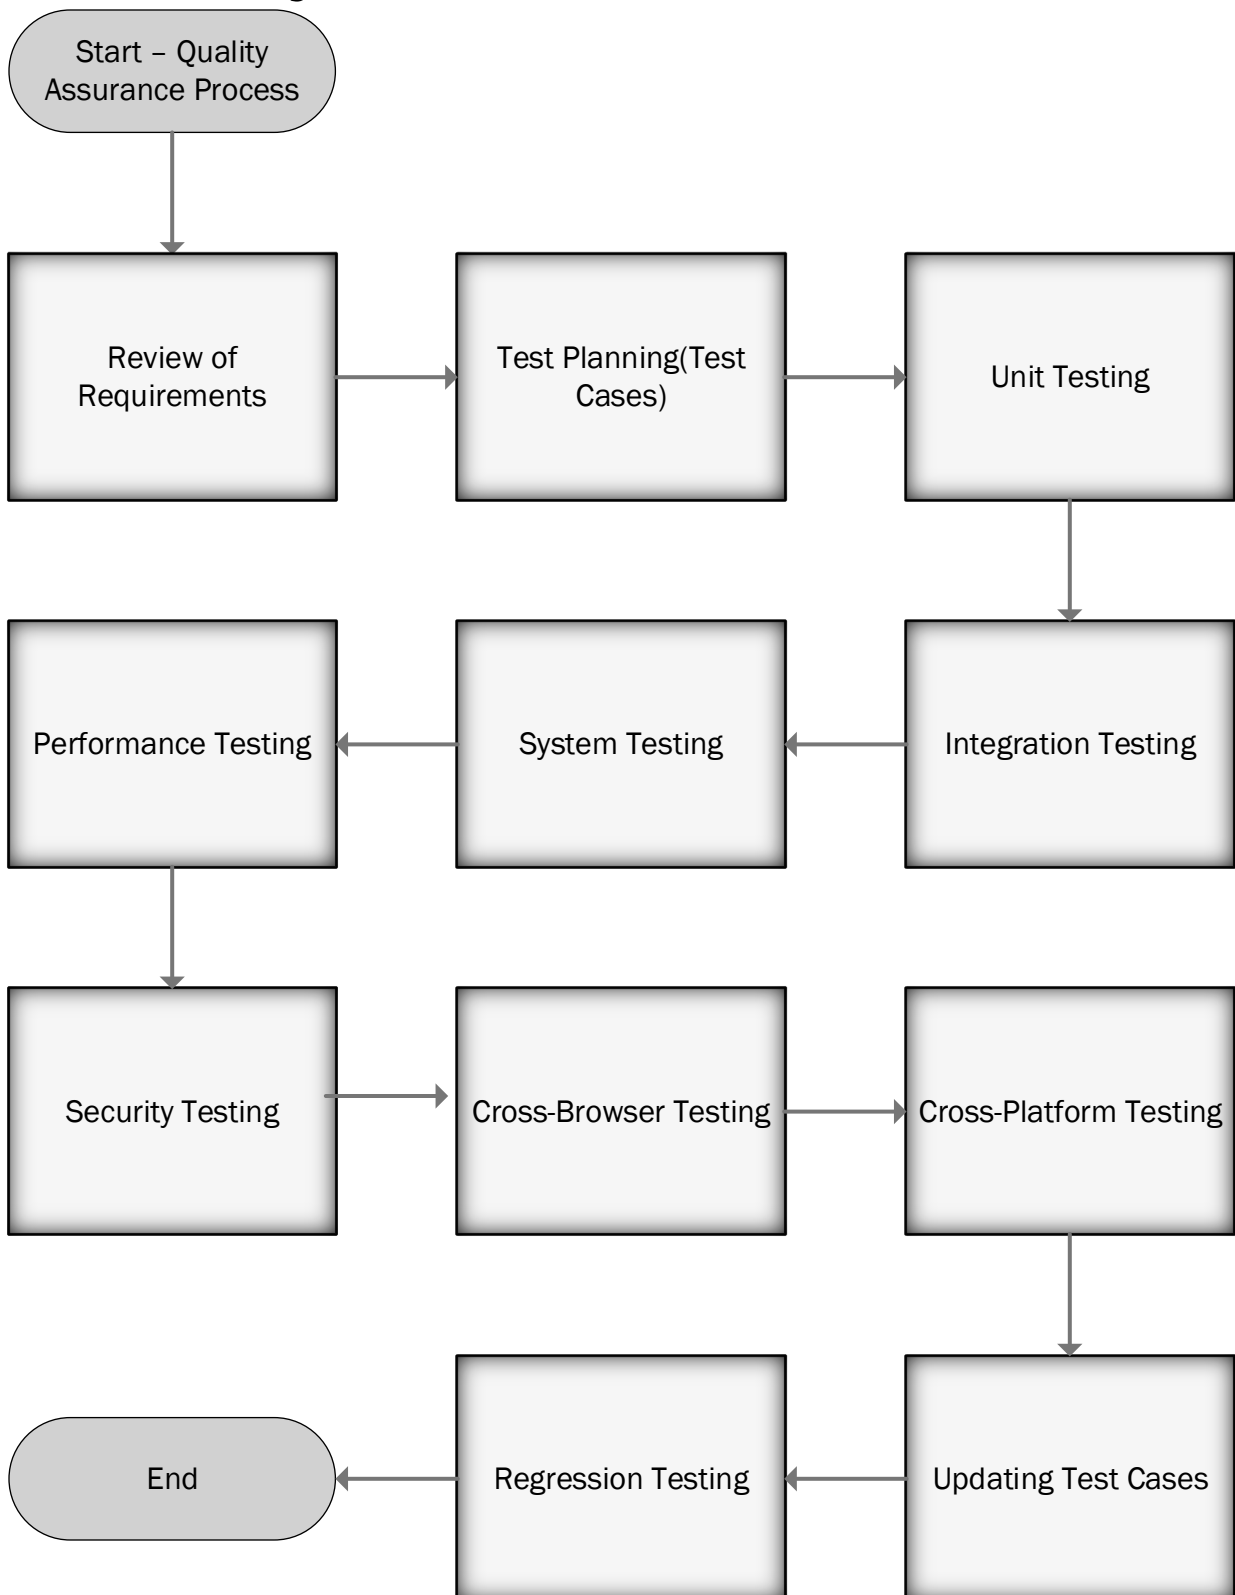 Start – Quality
Assurance Process
Review of
Requirements
Test Planning(Test
Cases)
Unit Testing
Integration Testing
System Testing
Performance Testing
Security Testing
Cross-Browser Testing
Cross-Platform Testing
Updating Test Cases
Regression Testing
End